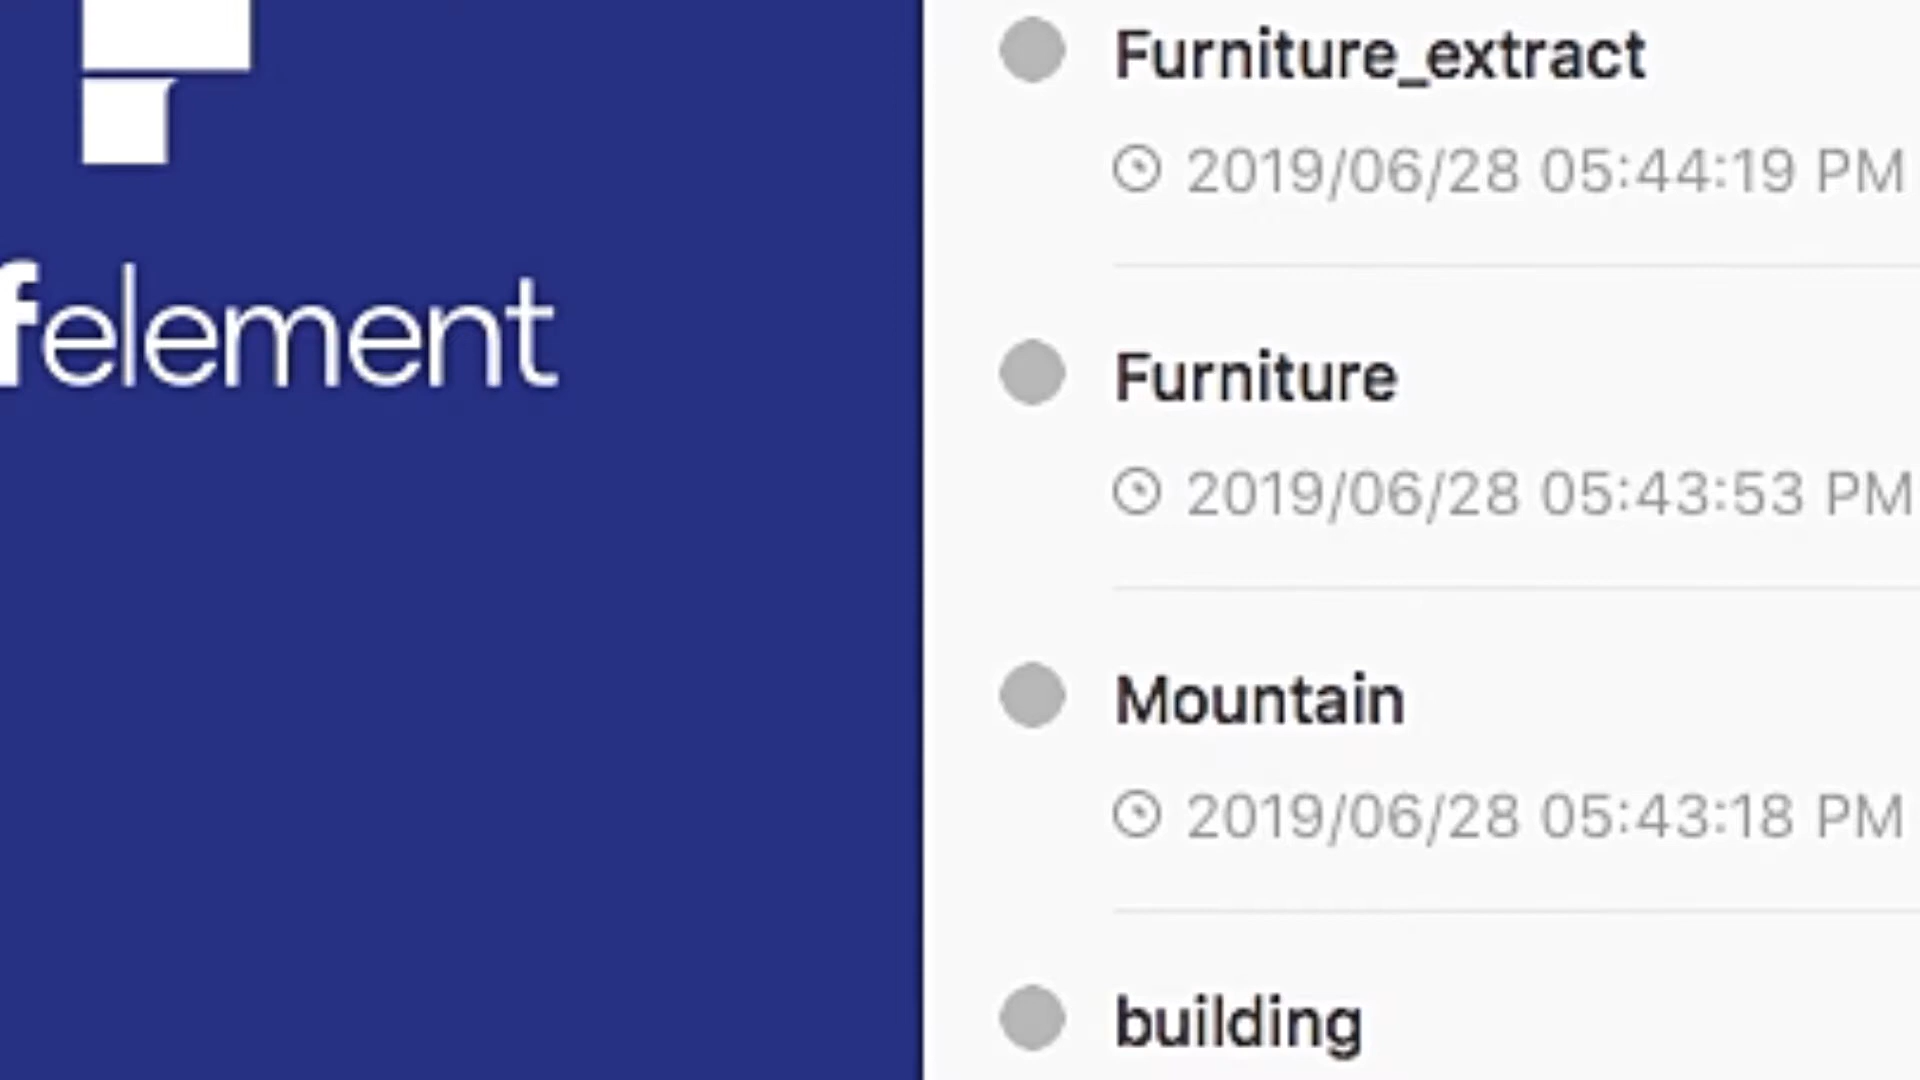 felement
Furniture_extract
2019/06/28 05:44:19 PM
Furniture
2019/06/28 05:43:53 PM
Mountain
2019/06/28 05:43:18 PM
building